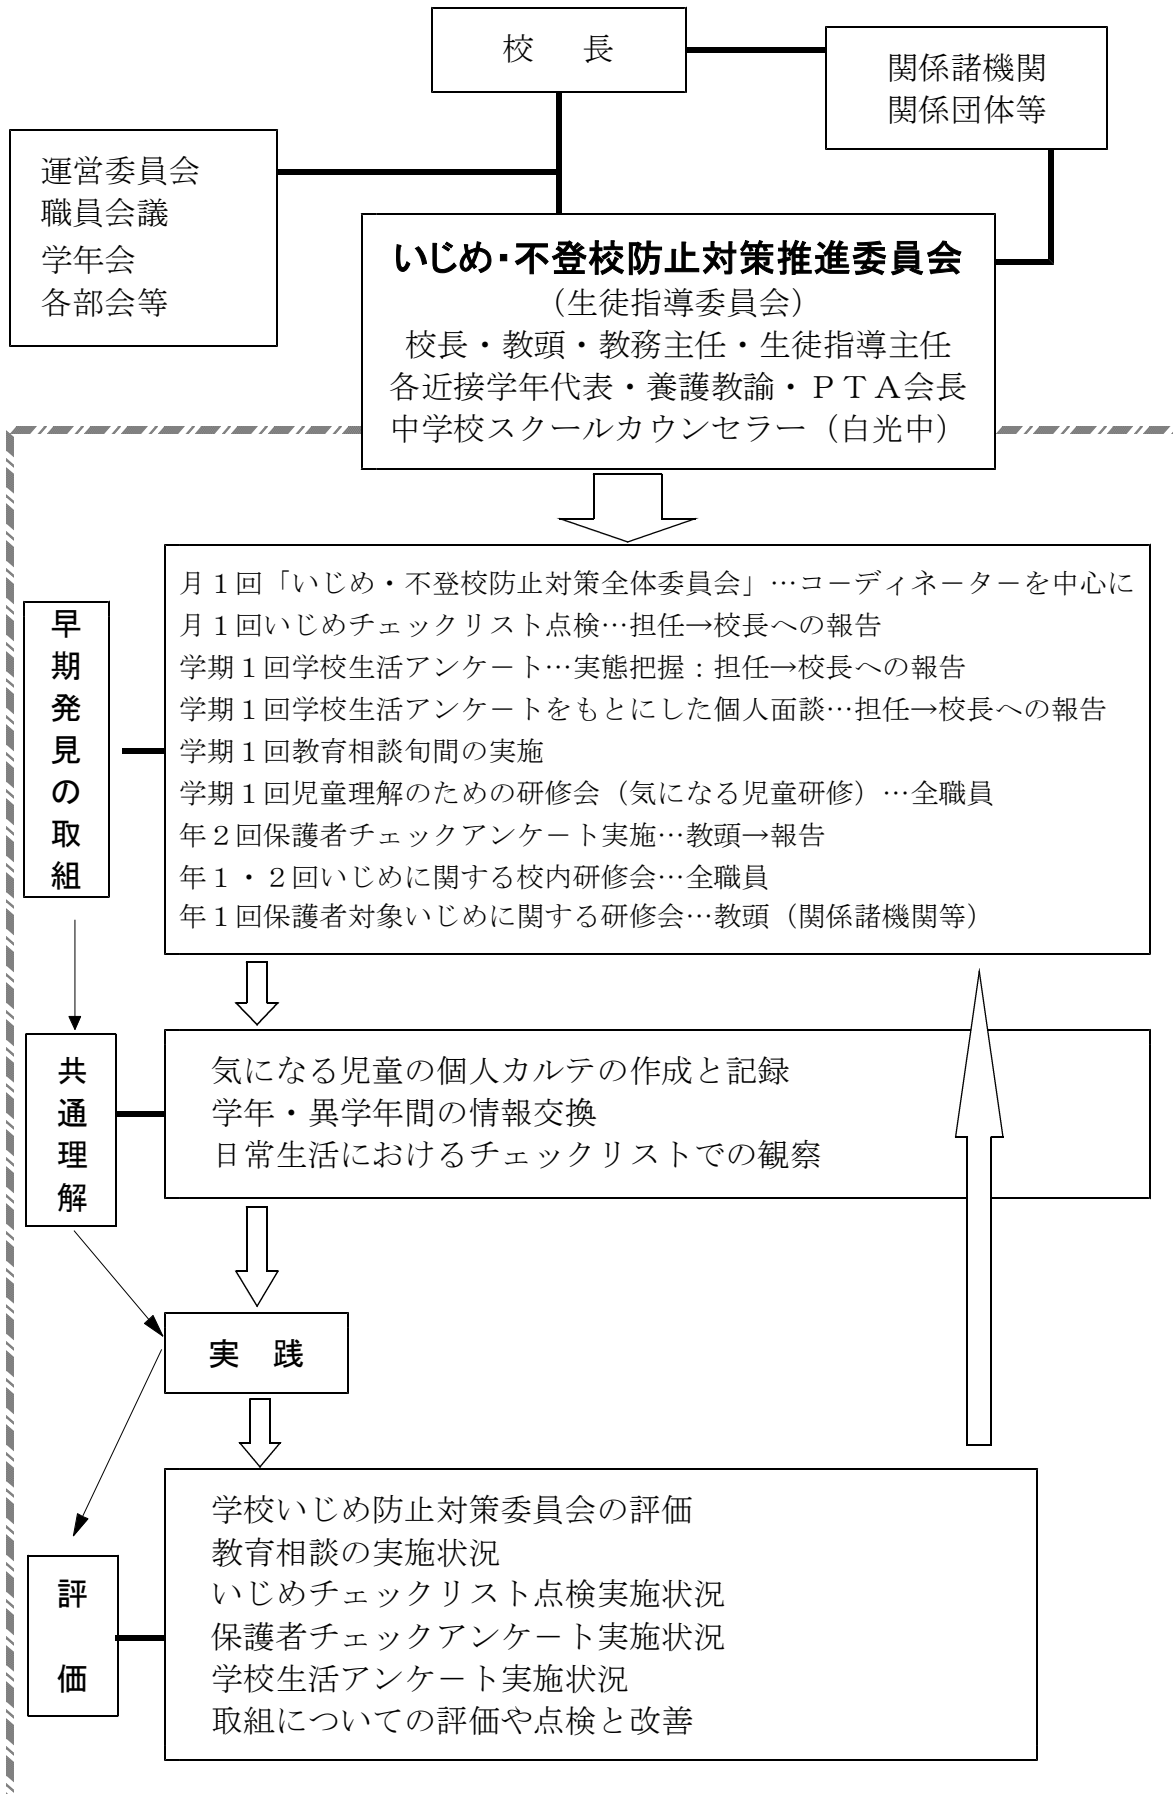 校　長
関係諸機関
関係団体等
運営委員会
職員会議
学年会
各部会等
いじめ・不登校防止対策推進委員会
（生徒指導委員会）
校長・教頭・教務主任・生徒指導主任
各近接学年代表・養護教諭・ＰＴＡ会長
中学校スクールカウンセラー（白光中）
早期発見の取組
月１回「いじめ・不登校防止対策全体委員会」…コーディネーターを中心に
月１回いじめチェックリスト点検…担任→校長への報告
学期１回学校生活アンケート…実態把握：担任→校長への報告
学期１回学校生活アンケートをもとにした個人面談…担任→校長への報告
学期１回教育相談旬間の実施
学期１回児童理解のための研修会（気になる児童研修）…全職員
年２回保護者チェックアンケート実施…教頭→報告
年１・２回いじめに関する校内研修会…全職員
年１回保護者対象いじめに関する研修会…教頭（関係諸機関等）
共通理解
気になる児童の個人カルテの作成と記録
学年・異学年間の情報交換
日常生活におけるチェックリストでの観察
実　践
評　価
学校いじめ防止対策委員会の評価
教育相談の実施状況
いじめチェックリスト点検実施状況
保護者チェックアンケート実施状況
学校生活アンケート実施状況
取組についての評価や点検と改善